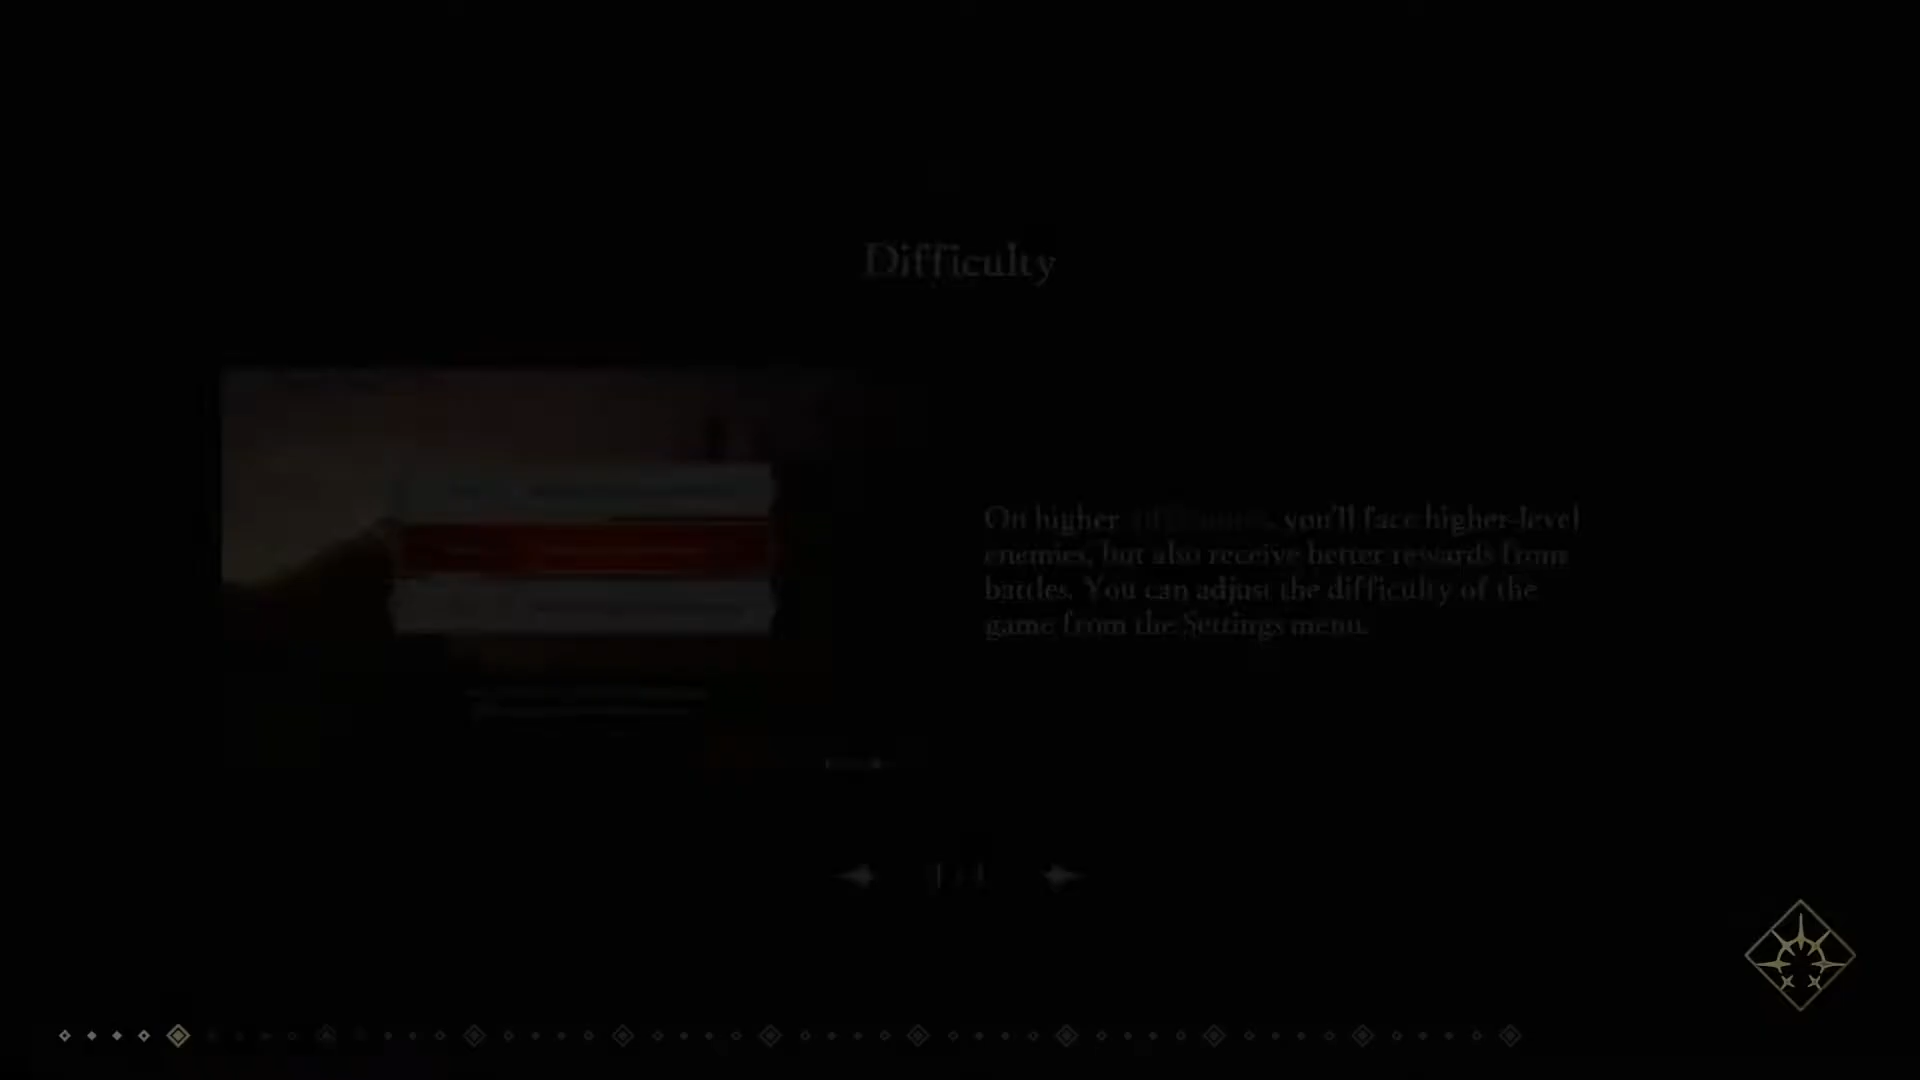 Difficulty
On higher , you'll face higher-level
enemies, but also receive better rewards from
battles. You can adjust the difficulty of the
game from the Settings menu.